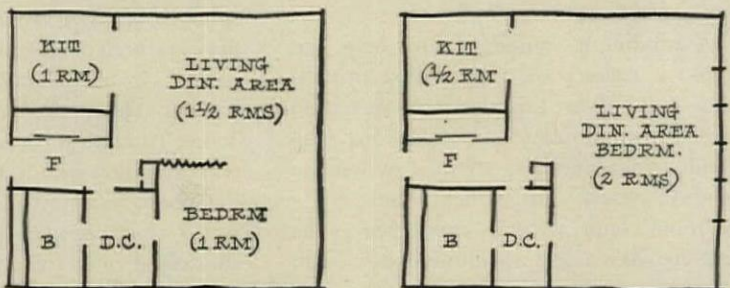 KIT
(1 RM)
LIVING
DIN. AREA
(1½ RMS)
F
BEDRM
(1 RM)
B
D.C.
KIT
(½ RM
LIVING
DIN. AREA
BEDRM.
(2 RMS)
F
B
D.C.